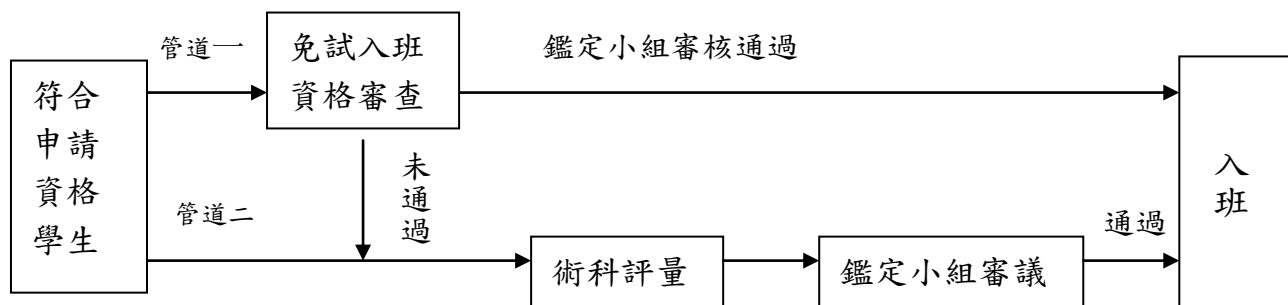 符合
申請
資格
學生
管道一
免試入班
資格審查
鑑定小組審核通過
未
通
過
管道二
術科評量
鑑定小組審議
通過
入
班